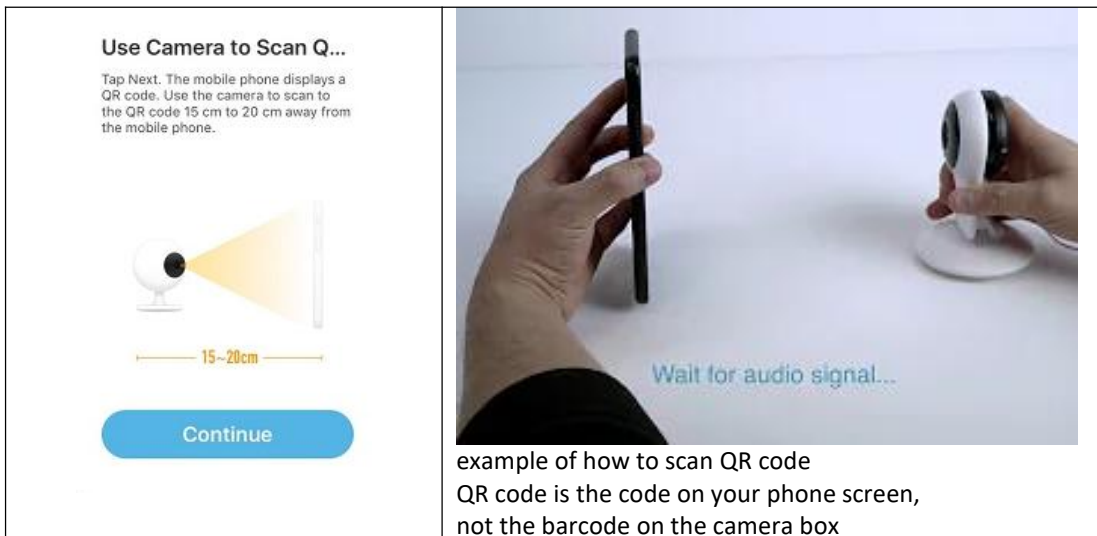 Use Camera to Scan Q...
Tap Next. The mobile phone displays a
QR code. Use the camera to scan to
the QR code 15 cm to 20 cm away from
the mobile phone.
15~20cm
Continue
Wait for audio signal...
example of how to scan QR code
QR code is the code on your phone screen,
not the barcode on the camera box